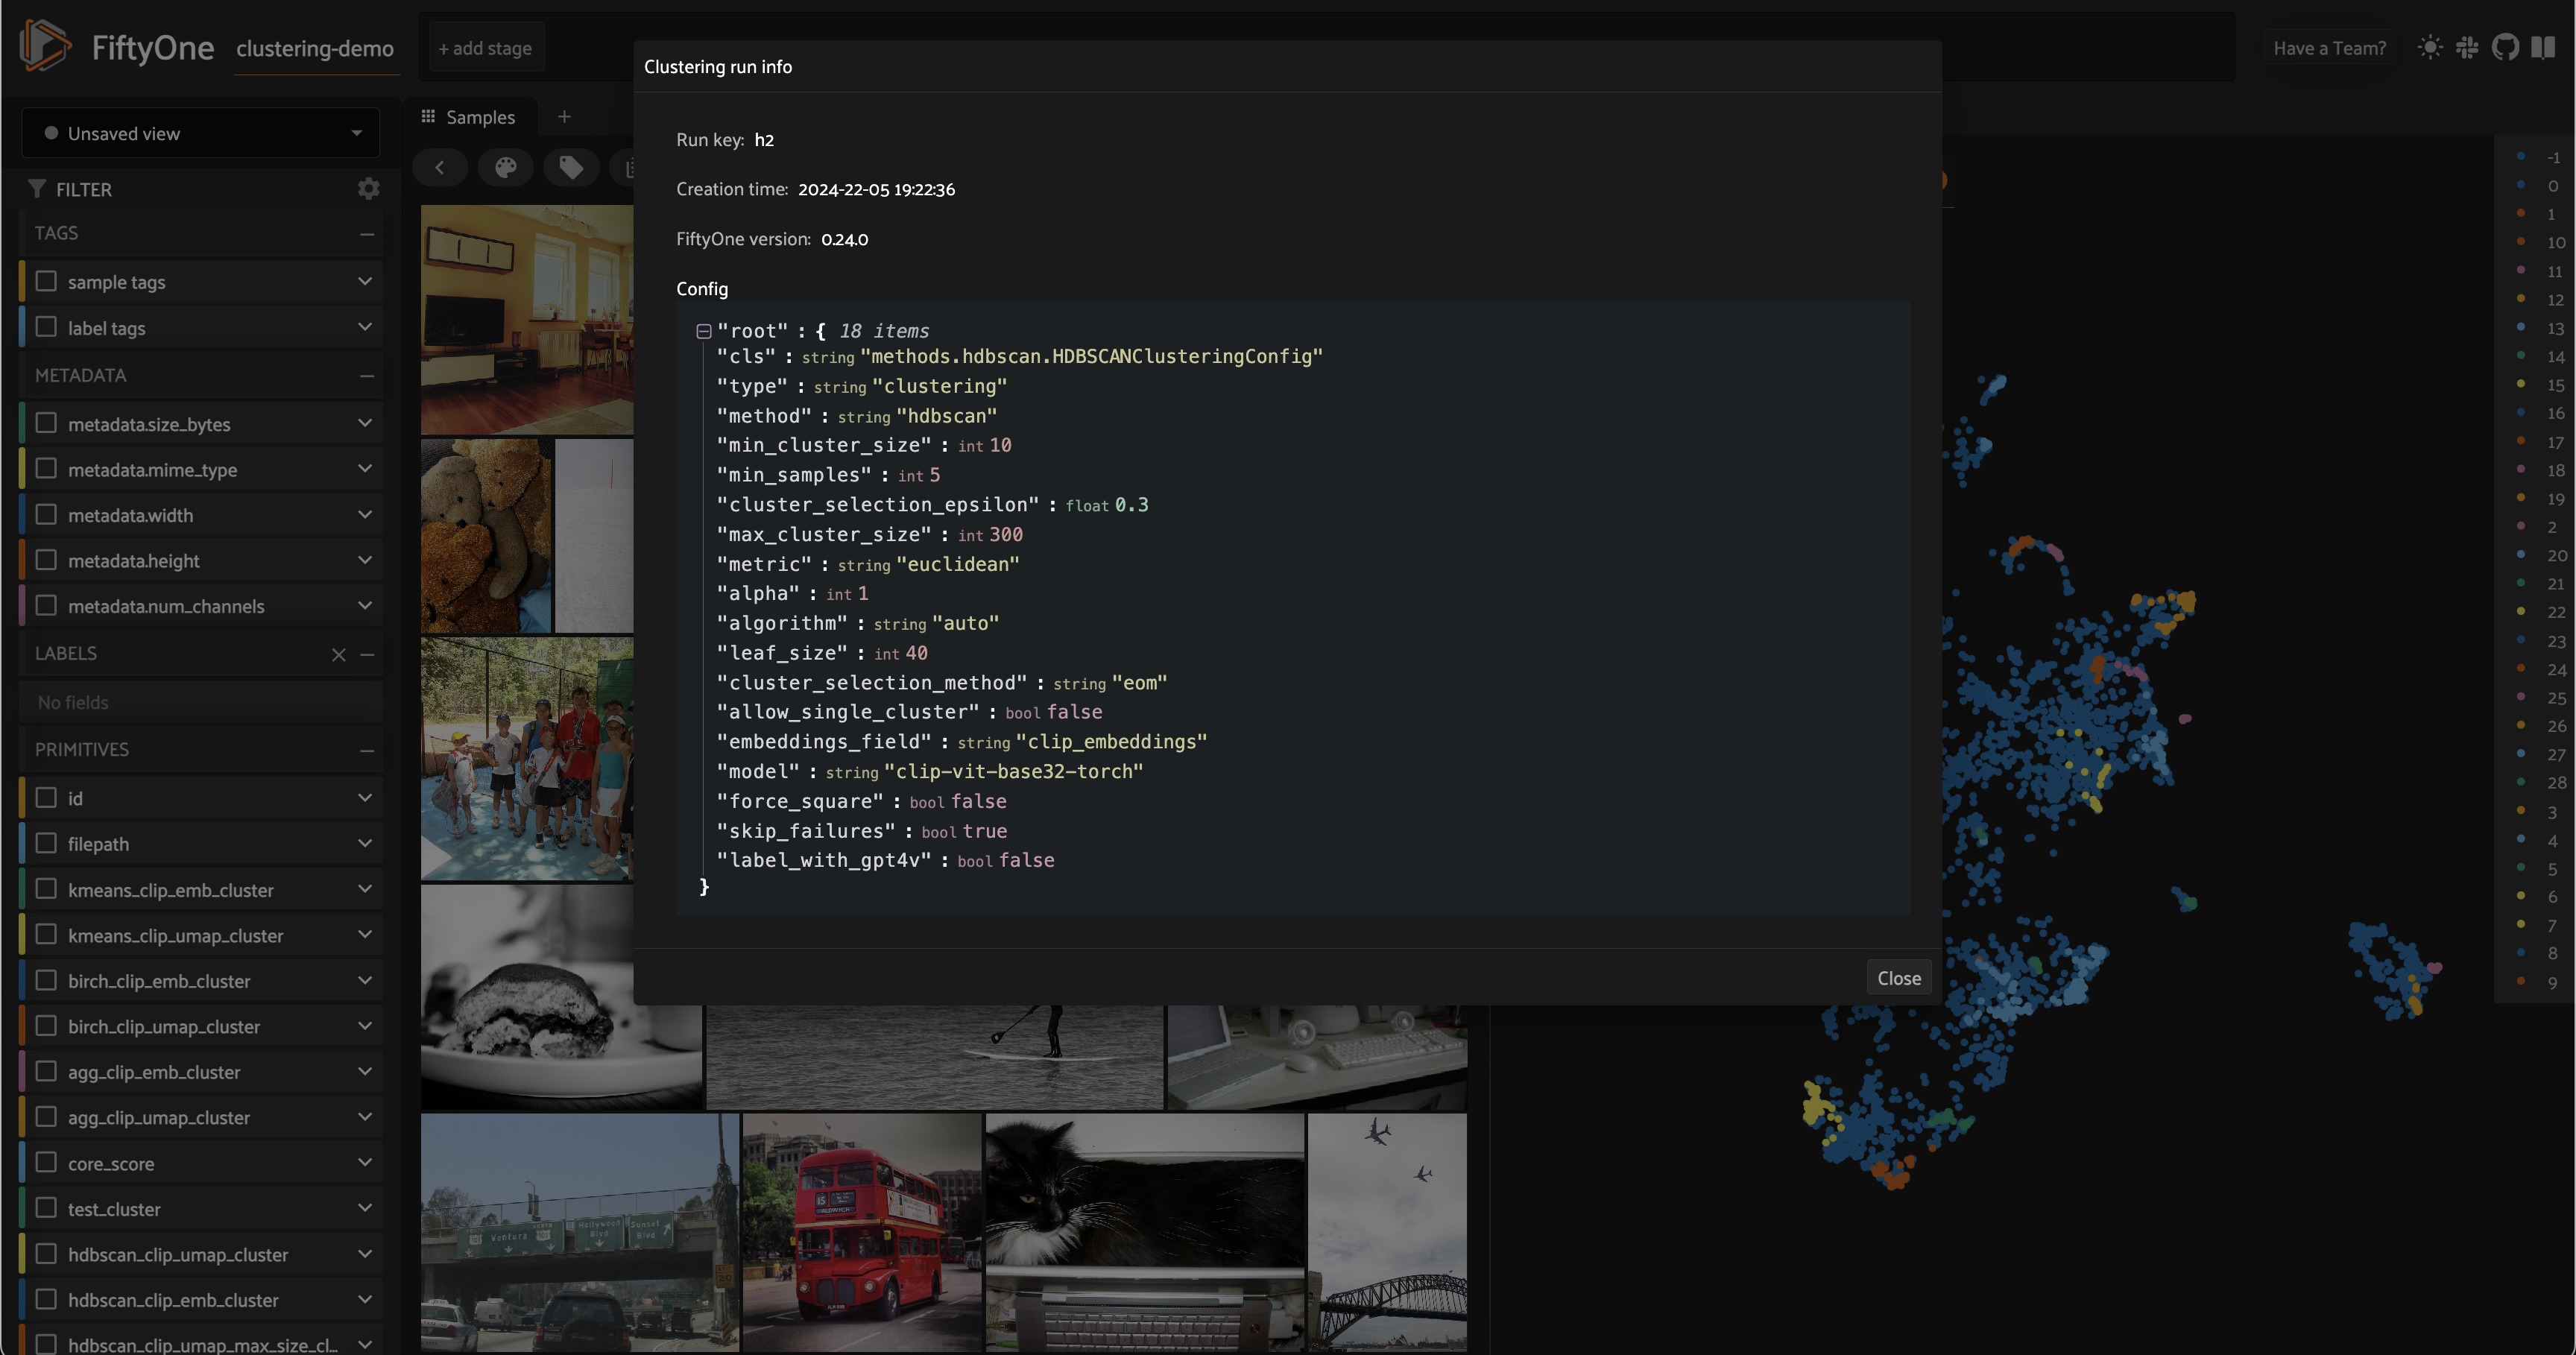 FiftyOne
clustering-demo
+ add stage
Have a Team?
Unsaved view
FILTER
TAGS
sample tags
label tags
METADATA
metadata.size_bytes
metadata.mime_type
metadata.width
metadata.height
metadata.num_channels
LABELS
No fields
PRIMITIVES
id
filepath
kmeans_clip_emb_cluster
kmeans_clip_umap_cluster
birch_clip_emb_cluster
birch_clip_umap_cluster
agg_clip_emb_cluster
agg_clip_umap_cluster
core_score
test_cluster
hdbscan_clip_umap_cluster
hdbscan_clip_emb_cluster
hdbscan_clip_umap_max_size_cl...
Samples
+
Clustering run info
Run key: h2
Creation time: 2024-22-05 19:22:36
FiftyOne version: 0.24.0
Config
"root" : { 18 items
"cls" : string "methods.hdbscan.HDBSCANClusteringConfig"
"type" : string "clustering"
"method" : string "hdbscan"
"min_cluster_size" : int 10
"min_samples" : int 5
"cluster_selection_epsilon" : float 0.3
"max_cluster_size" : int 300
"metric" : string "euclidean"
"alpha" : int 1
"algorithm" : string "auto"
"leaf_size" : int 40
"cluster_selection_method" : string "eom"
"allow_single_cluster" : bool false
"embeddings_field" : string "clip_embeddings"
"model" : string "clip-vit-base32-torch"
"force_square" : bool false
"skip_failures" : bool true
"label_with_gpt4v" : bool false
}
Close
Ventura
Hollywood Blvd
Sunset Blvd
15
ALDWYCH
-1
0
1
10
11
12
13
14
15
16
17
18
19
2
20
21
22
23
24
25
26
27
28
3
4
5
6
7
8
9